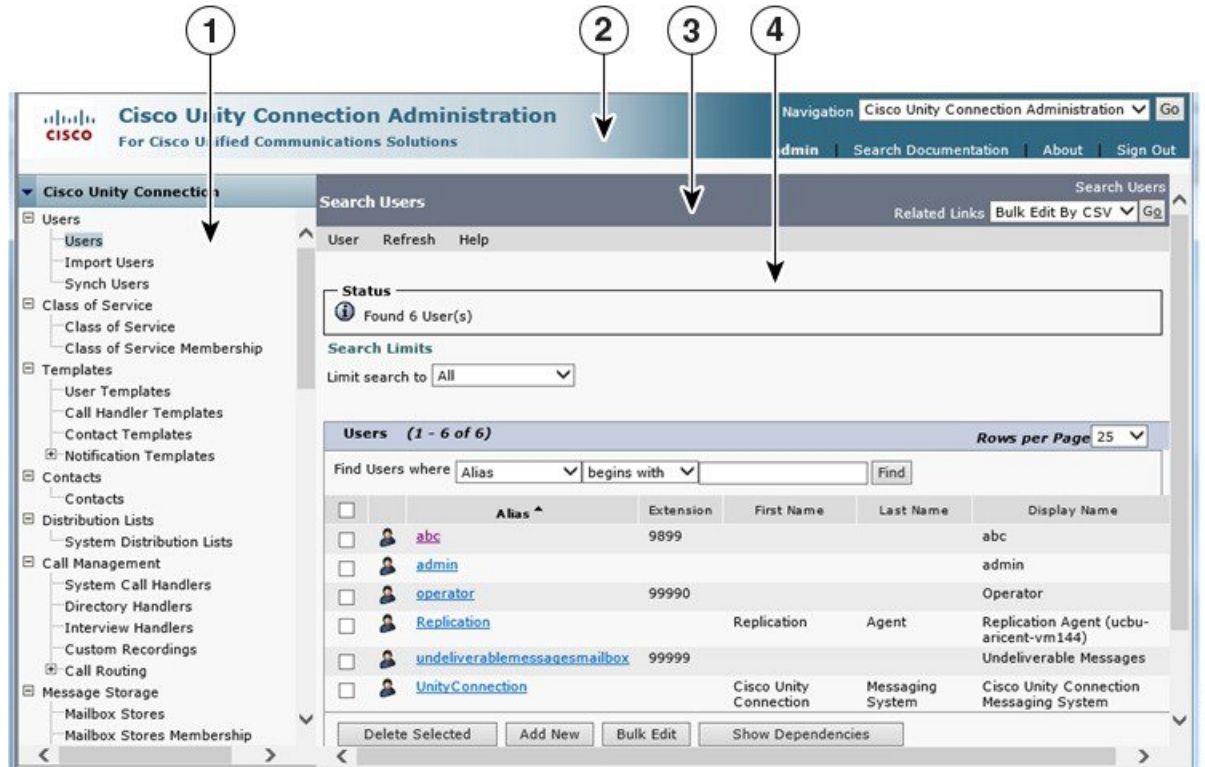 1
2
3
4
CISCO
Cisco Unity Connection Administration
For Cisco Unified Communications Solutions
Navigation Cisco Unity Connection Administration Go
admin | Search Documentation | About | Sign Out
Cisco Unity Connection
Users
Users
Import Users
Synch Users
Class of Service
Class of Service
Class of Service Membership
Templates
User Templates
Call Handler Templates
Contact Templates
Notification Templates
Contacts
Contacts
Distribution Lists
System Distribution Lists
Call Management
System Call Handlers
Directory Handlers
Interview Handlers
Custom Recordings
Call Routing
Message Storage
Mailbox Stores
Mailbox Stores Membership
Search Users
Search Users
Related Links Bulk Edit By CSV Go
User Refresh Help
Status
Found 6 User(s)
Search Limits
Limit search to All
Users (1 - 6 of 6)
Rows per Page 25
Find Users where Alias begins with Find
Alias Extension First Name Last Name Display Name
abc 9899 abc
admin admin
operator 99990 Operator
Replication Replication Agent Replication Agent (ucbu-
aricent-vm144)
undeliverablemessagesmailbox 99999 Undeliverable Messages
UnityConnection Cisco Unity Messaging Cisco Unity Connection
Connection System Messaging System
Delete Selected Add New Bulk Edit Show Dependencies